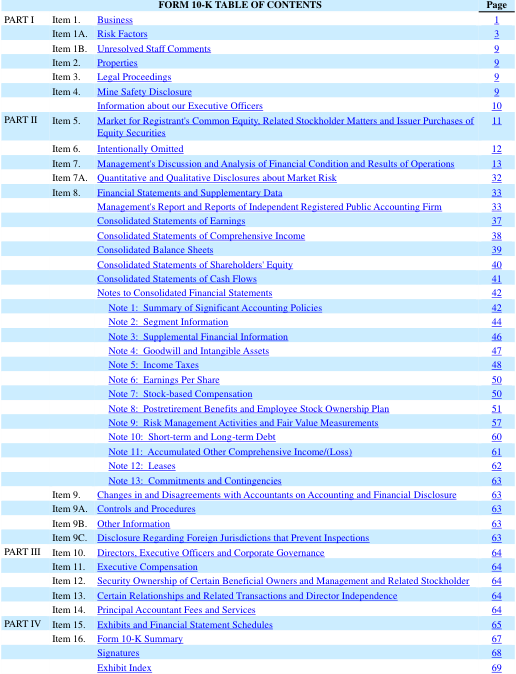 FORM 10-K TABLE OF CONTENTS Page
PART I Item 1. Business 1
Item 1A. Risk Factors 3
Item 1B. Unresolved Staff Comments 9
Item 2. Properties 9
Item 3. Legal Proceedings 9
Item 4. Mine Safety Disclosure 9
Information about our Executive Officers 10
PART II Item 5. Market for Registrant's Common Equity, Related Stockholder Matters and Issuer Purchases of 11
Equity Securities
Item 6. Intentionally Omitted 12
Item 7. Management's Discussion and Analysis of Financial Condition and Results of Operations 13
Item 7A. Quantitative and Qualitative Disclosures about Market Risk 32
Item 8. Financial Statements and Supplementary Data 33
Management's Report and Reports of Independent Registered Public Accounting Firm 33
Consolidated Statements of Earnings 37
Consolidated Statements of Comprehensive Income 38
Consolidated Balance Sheets 39
Consolidated Statements of Shareholders' Equity 40
Consolidated Statements of Cash Flows 41
Notes to Consolidated Financial Statements 42
Note 1: Summary of Significant Accounting Policies 42
Note 2: Segment Information 44
Note 3: Supplemental Financial Information 46
Note 4: Goodwill and Intangible Assets 47
Note 5: Income Taxes 48
Note 6: Earnings Per Share 50
Note 7: Stock-based Compensation 50
Note 8: Postretirement Benefits and Employee Stock Ownership Plan 51
Note 9: Risk Management Activities and Fair Value Measurements 57
Note 10: Short-term and Long-term Debt 60
Note 11: Accumulated Other Comprehensive Income/(Loss) 61
Note 12: Leases 62
Note 13: Commitments and Contingencies 63
Item 9. Changes in and Disagreements with Accountants on Accounting and Financial Disclosure 63
Item 9A. Controls and Procedures 63
Item 9B. Other Information 63
Item 9C. Disclosure Regarding Foreign Jurisdictions that Prevent Inspections 63
PART III Item 10. Directors, Executive Officers and Corporate Governance 64
Item 11. Executive Compensation 64
Item 12. Security Ownership of Certain Beneficial Owners and Management and Related Stockholder 64
Item 13. Certain Relationships and Related Transactions and Director Independence 64
Item 14. Principal Accountant Fees and Services 64
PART IV Item 15. Exhibits and Financial Statement Schedules 65
Item 16. Form 10-K Summary 67
Signatures 68
Exhibit Index 69